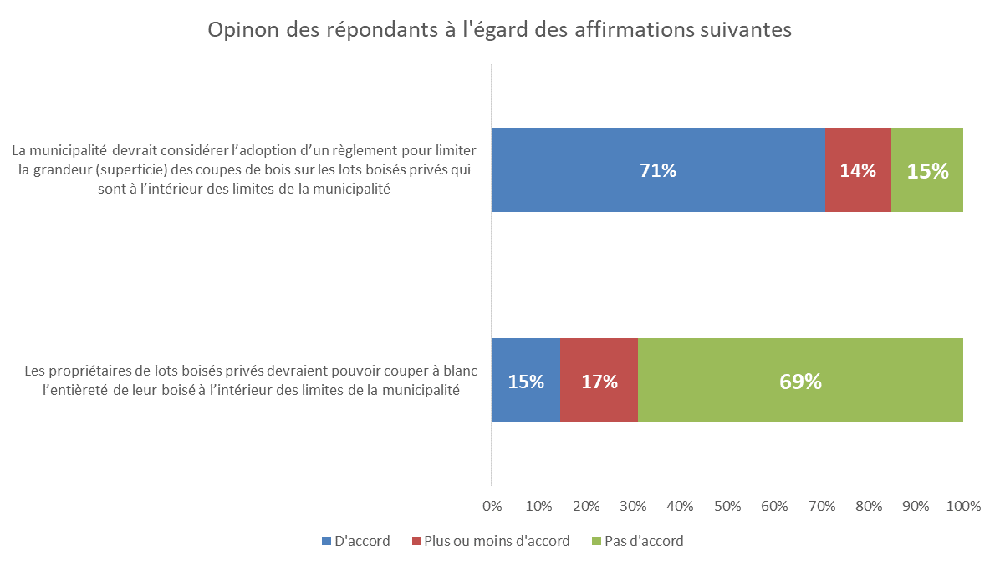 Opinon des répondants à l'égard des affirmations suivantes
La municipalité devrait considérer l’adoption d’un règlement pour limiter
la grandeur (superficie) des coupes de bois sur les lots boisés privés qui
sont à l’intérieur des limites de la municipalité
71%
14%
15%
Les propriétaires de lots boisés privés devraient pouvoir couper à blanc
l’entièreté de leur boisé à l’intérieur des limites de la municipalité
15%
17%
69%
0% 10% 20% 30% 40% 50% 60% 70% 80% 90% 100%
D'accord
Plus ou moins d'accord
Pas d'accord